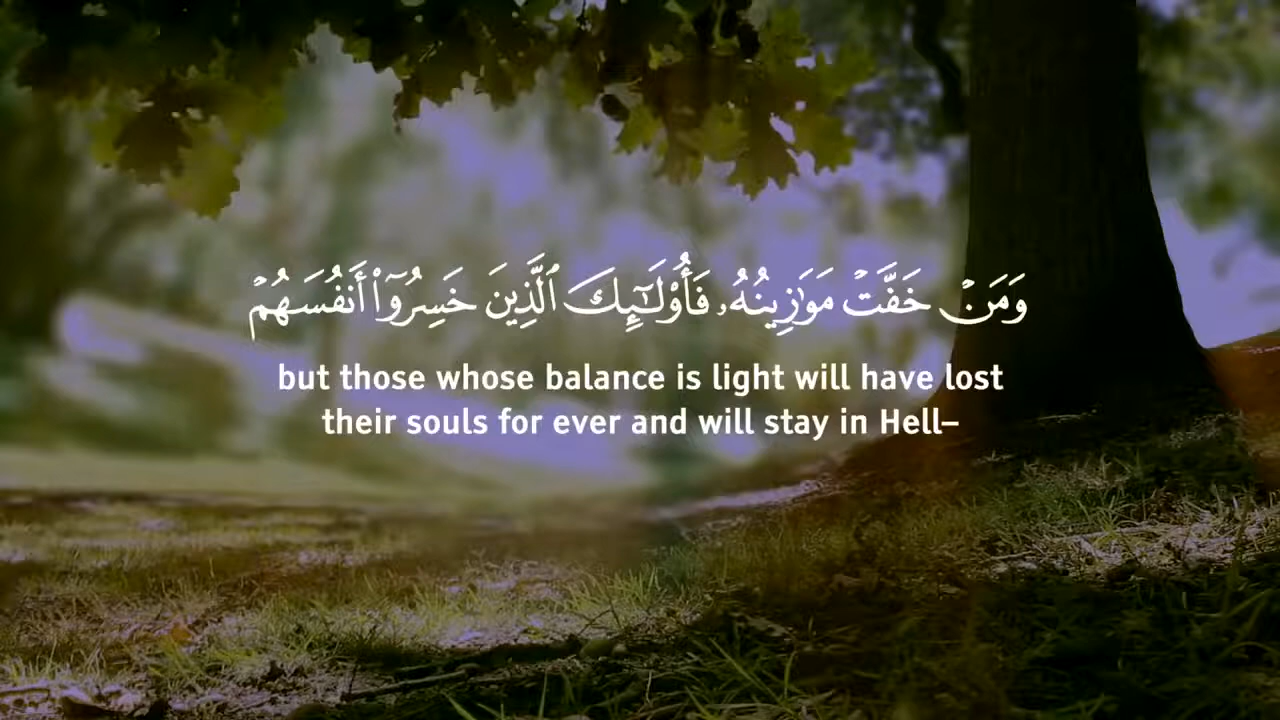 وَمَنْ خَفَّتْ مَوَٰزِينُهُۥ فَأُو۟لَـٰٓئِكَ ٱلَّذِينَ خَسِرُوٓا۟ أَنفُسَهُمْ
but those whose balance is light will have lost
their souls for ever and will stay in Hell–